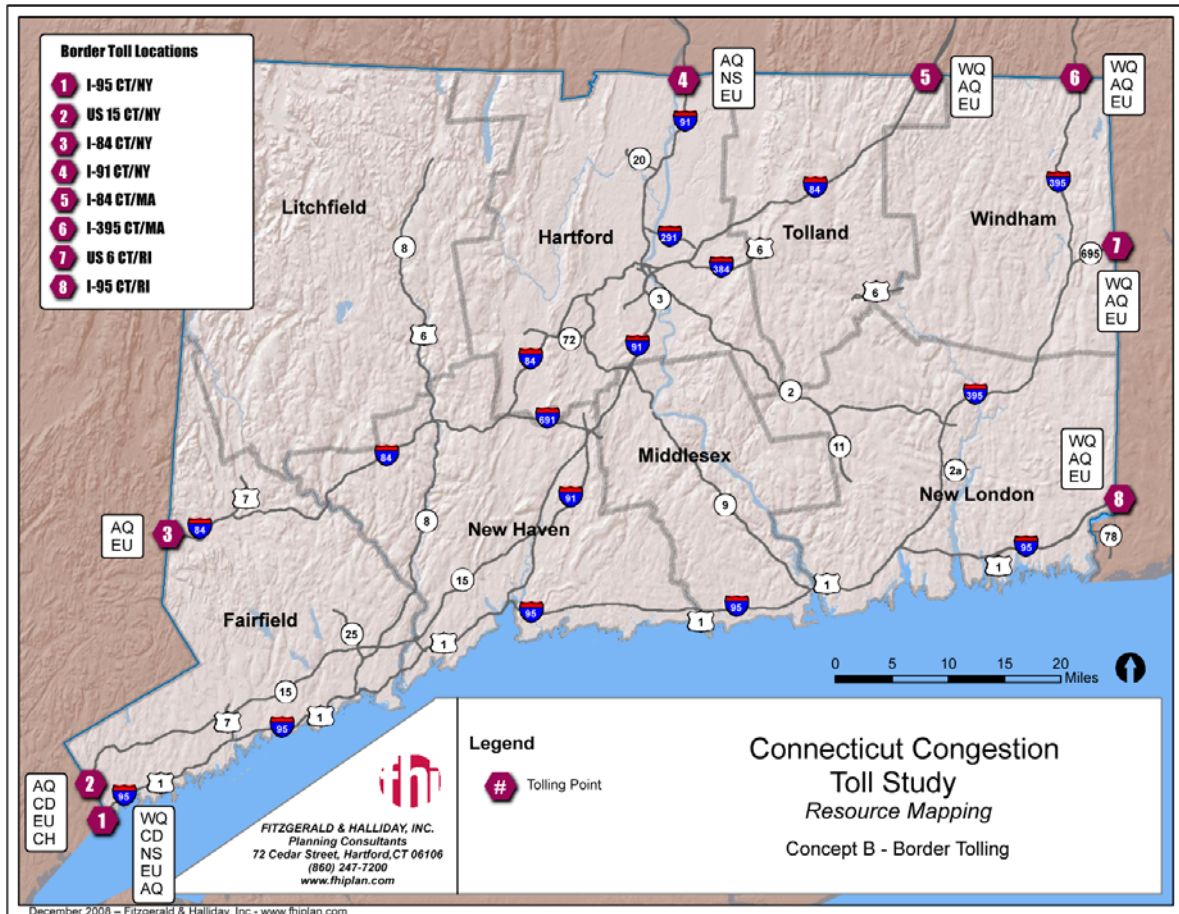 Border Toll Locations
1 I-95 CT/NY
2 US 15 CT/NY
3 I-84 CT/NY
4 I-91 CT/NY
5 I-84 CT/MA
6 I-395 CT/MA
7 US 6 CT/RI
8 I-95 CT/RI
4
AQ
NS
EU
5
WQ
AQ
EU
6
WQ
AQ
EU
91
20
84
395
Litchfield
Hartford
Tolland
Windham
8
291
6
384
695
7
WQ
AQ
EU
3
6
6
72
91
84
2
395
691
11
Middlesex
WQ
AQ
EU
84
2a
7
91
9
New London
8
3
84
AQ
EU
8
New Haven
78
95
1
15
1
95
95
1
Fairfield
25
1
0 5 10 15 20
Miles
15
7
1
95
2
95
1
1
AQ
CD
EU
CH
WQ
CD
NS
EU
AQ
fhi
FITZGERALD & HALLIDAY, INC.
Planning Consultants
72 Cedar Street, Hartford,CT 06106
(860) 247-7200
www.fhiplan.com
Legend
# Tolling Point
Connecticut Congestion
Toll Study
Resource Mapping
Concept B - Border Tolling
December 2008 – Fitzgerald & Halliday, Inc - www.fhiplan.com